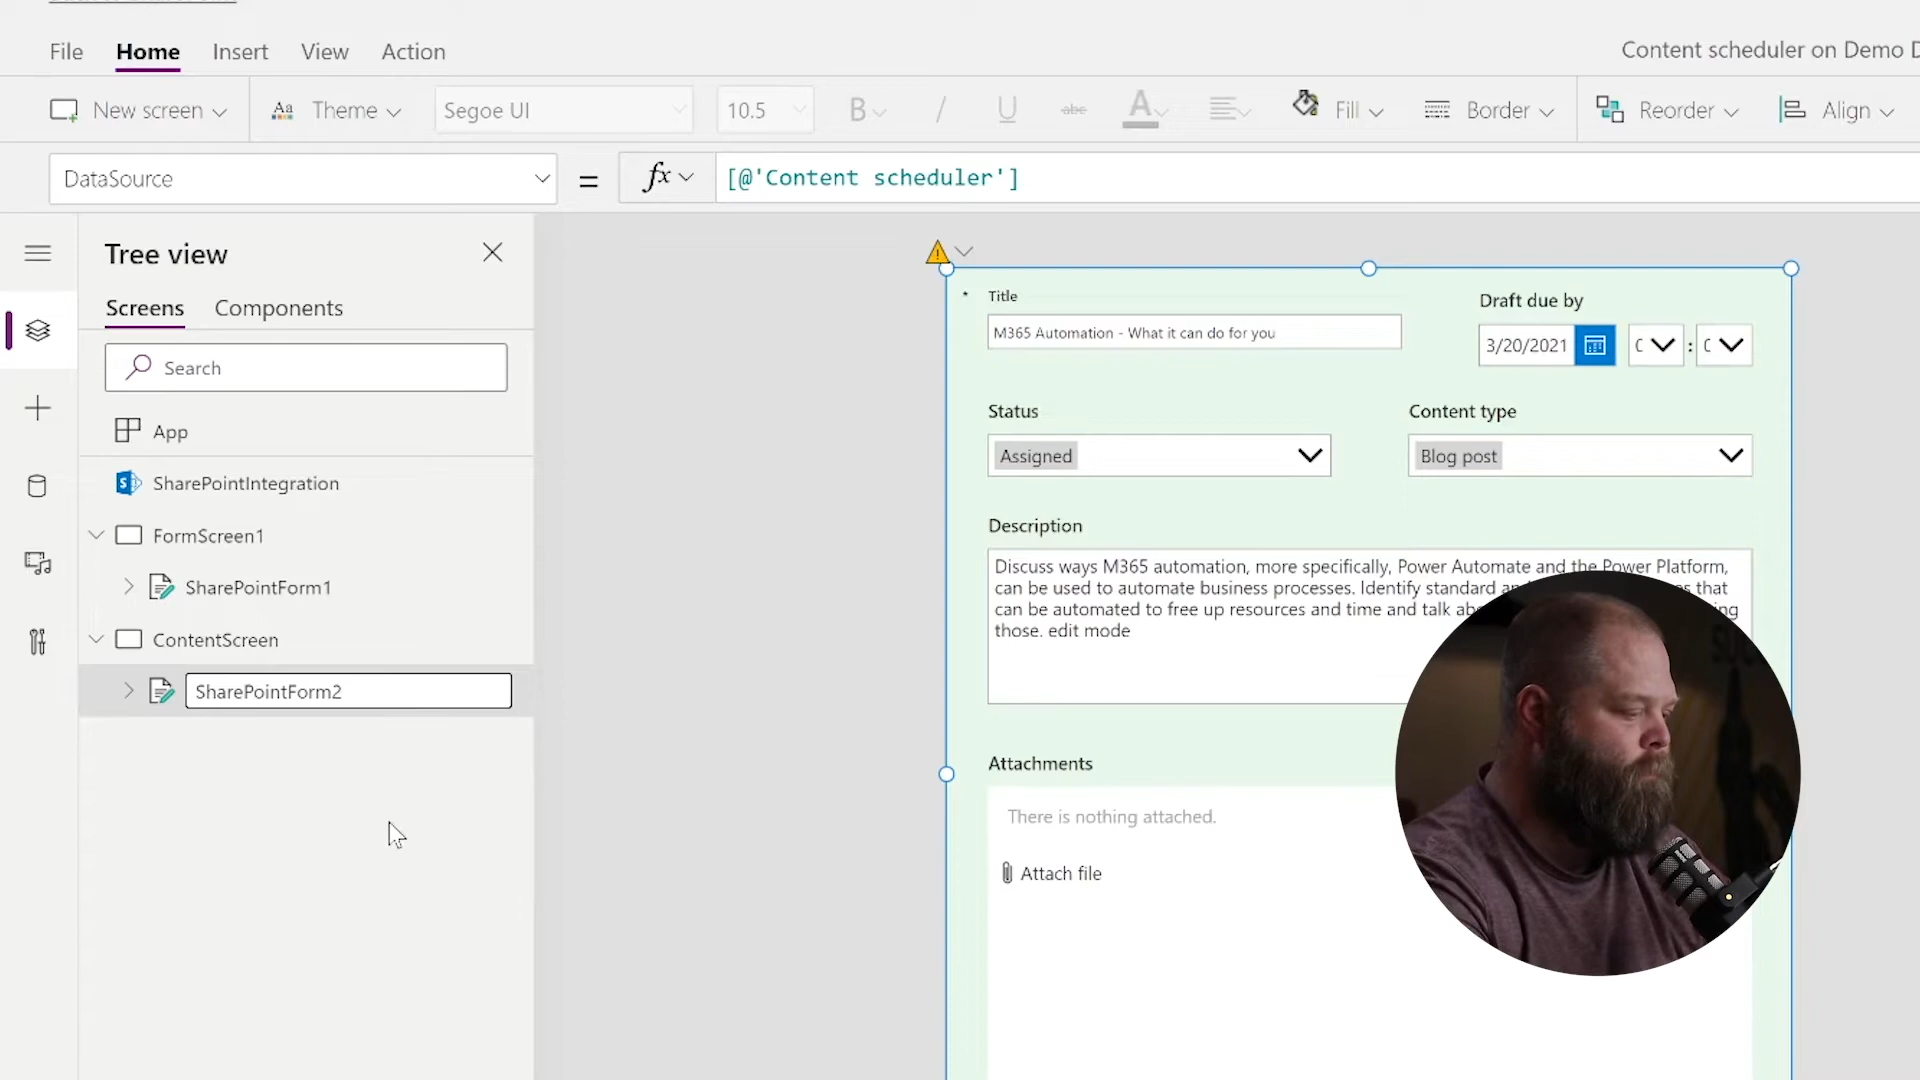 File Home Insert View Action Content scheduler on Demo D
New screen Theme Segoe UI 10.5 B / U abc A Fill Border Reorder Align
DataSource = fx [@'Content scheduler']
Tree view
Screens Components
Search
App
SharePointIntegration
FormScreen1
SharePointForm1
ContentScreen
SharePointForm2
* Title
M365 Automation - What it can do for you
Draft due by
3/20/2021 :
Status
Assigned
Content type
Blog post
Description
Discuss ways M365 automation, more specifically, Power Automate and the Power Platform,
can be used to automate business processes. Identify standard that
can be automated to free up resources and time and talk
those. edit mode
Attachments
There is nothing attached.
Attach file